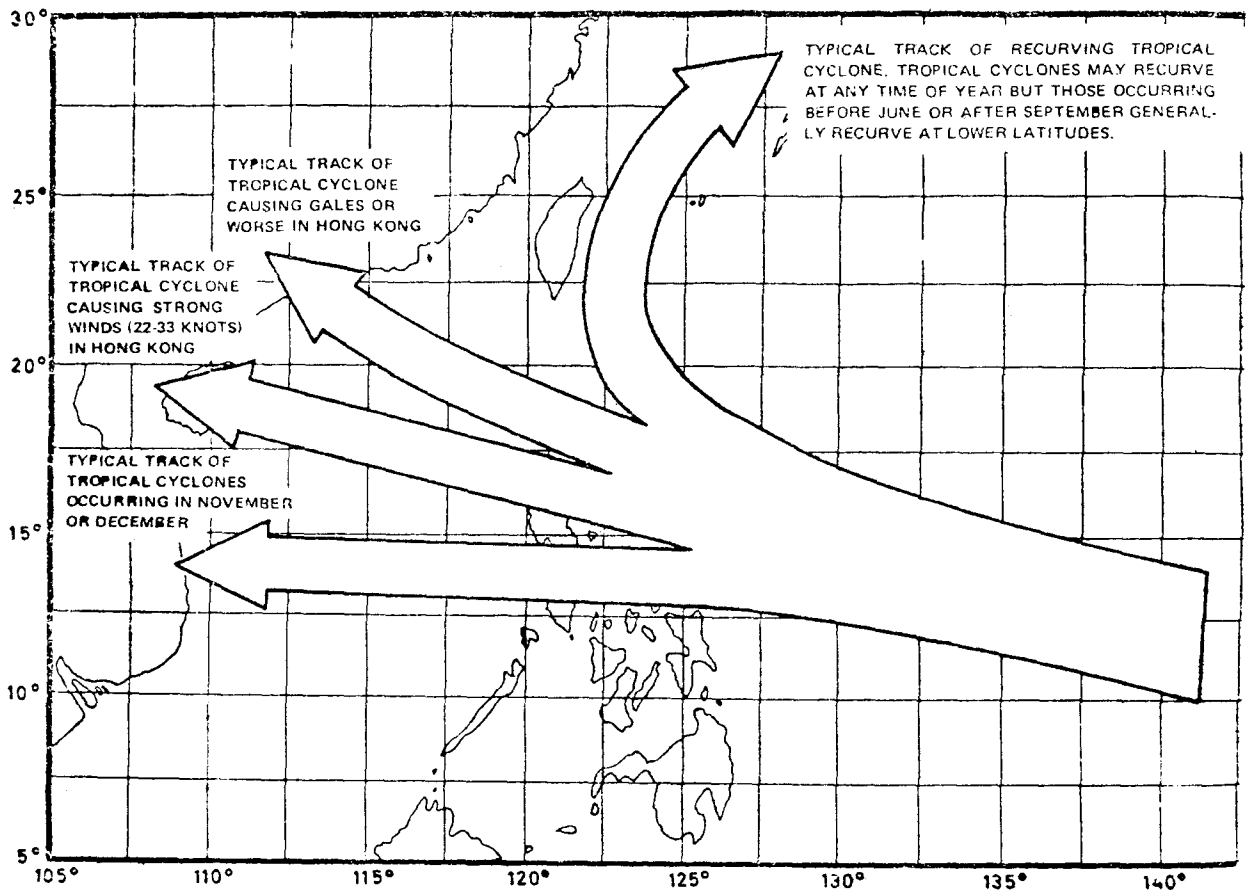 30°
TYPICAL TRACK OF RECURVING TROPICAL
CYCLONE. TROPICAL CYCLONES MAY RECURVE
AT ANY TIME OF YEAR BUT THOSE OCCURRING
BEFORE JUNE OR AFTER SEPTEMBER GENERAL-
LY RECURVE AT LOWER LATITUDES.
TYPICAL TRACK OF
TROPICAL CYCLONE
CAUSING GALES OR
WORSE IN HONG KONG
25°
TYPICAL TRACK OF
TROPICAL CYCLONE
CAUSING STRONG
WINDS (22-33 KNOTS)
IN HONG KONG
20°
TYPICAL TRACK OF
TROPICAL CYCLONES
OCCURRING IN NOVEMBER
OR DECEMBER
15°
10°
5°
105° 110° 115° 120° 125° 130° 135° 140°